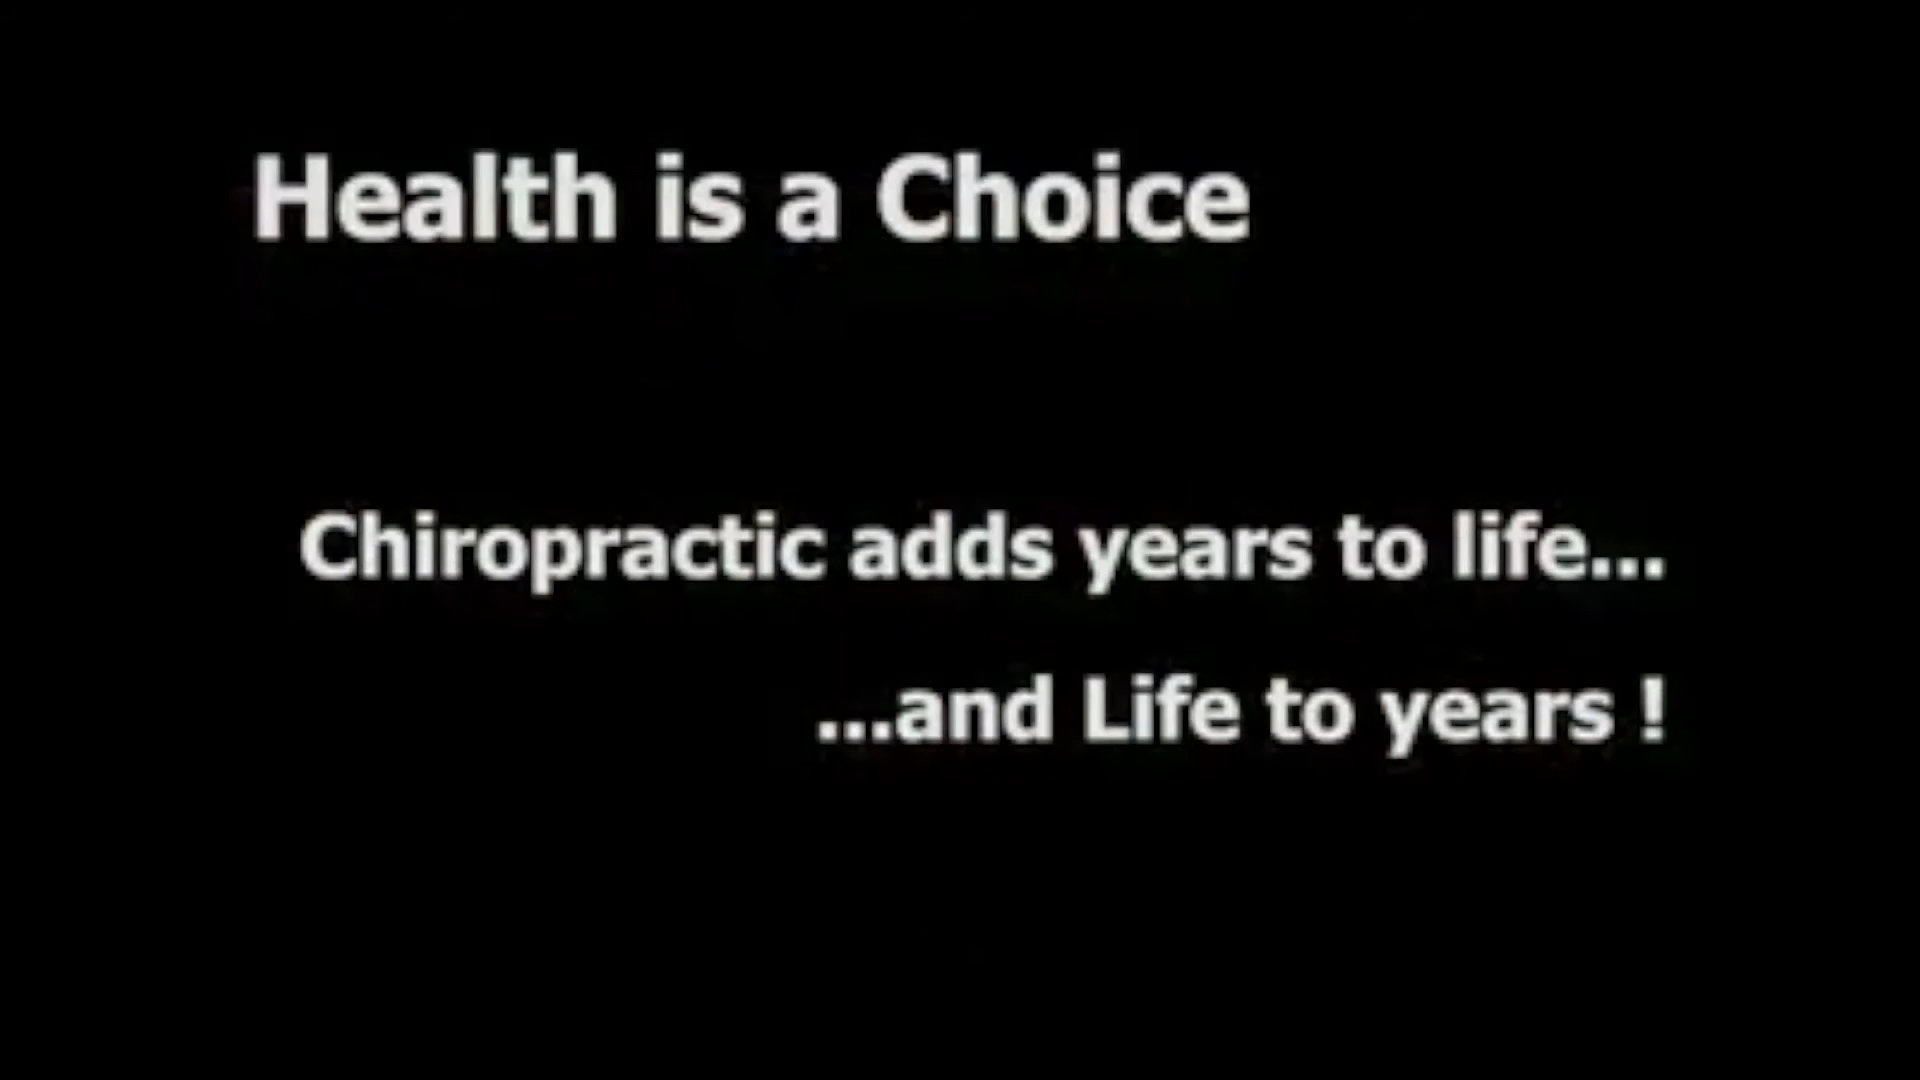 Health is a Choice
Chiropractic adds years to life...
...and Life to years !